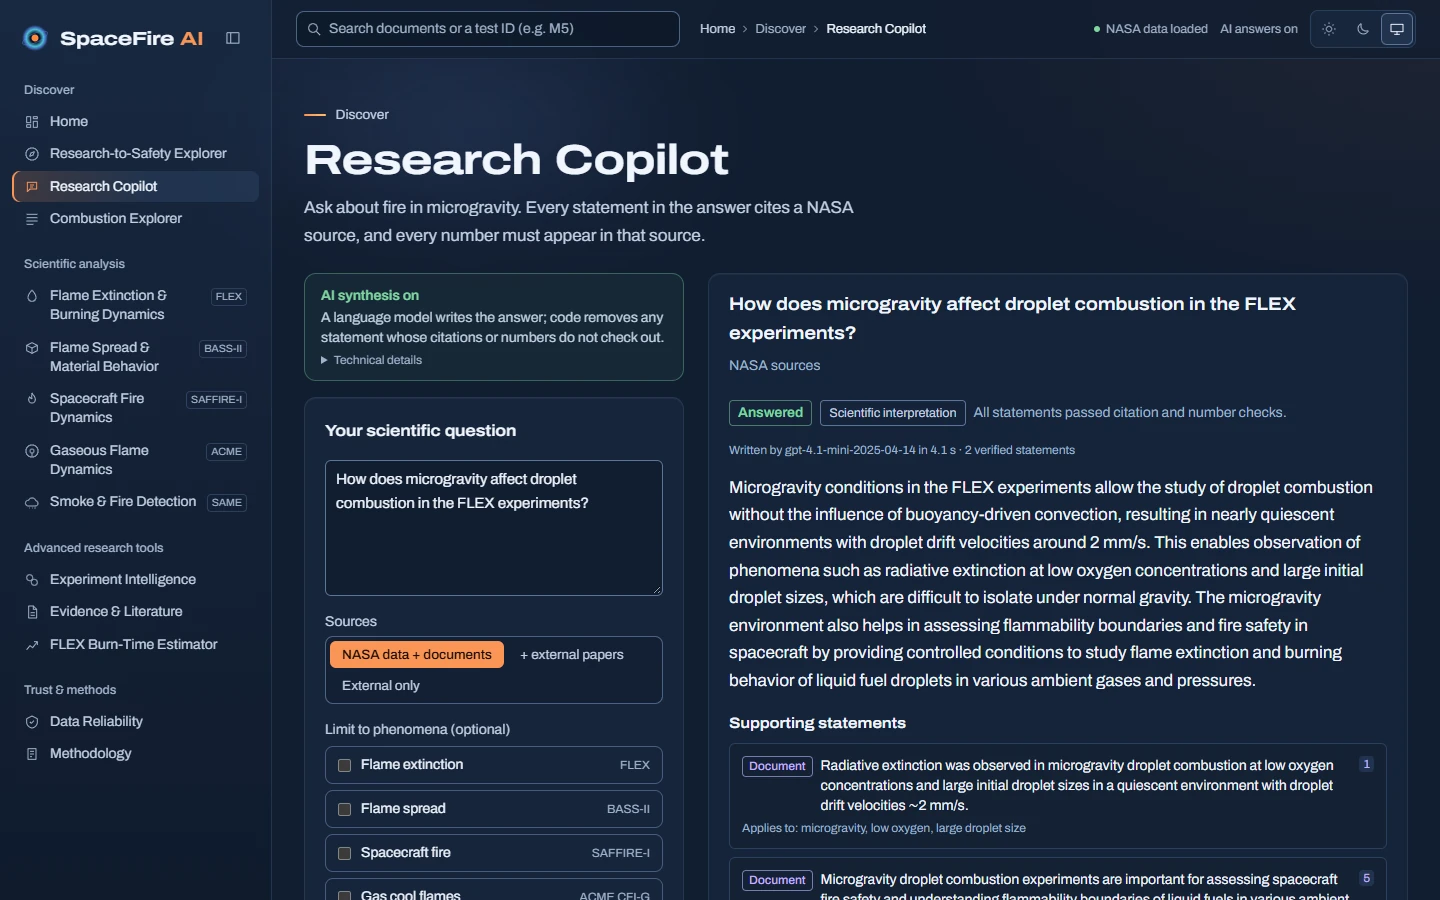 SpaceFire AI
Discover
Home
Research-to-Safety Explorer
Research Copilot
Combustion Explorer
Scientific analysis
Flame Extinction &
Burning Dynamics
FLEX
Flame Spread &
Material Behavior
BASS-II
Spacecraft Fire
Dynamics
SAFFIRE-I
Gaseous Flame
Dynamics
ACME
Smoke & Fire Detection
SAME
Advanced research tools
Experiment Intelligence
Evidence & Literature
FLEX Burn-Time Estimator
Trust & methods
Data Reliability
Methodology
Search documents or a test ID (e.g. M5)
Home › Discover › Research Copilot
NASA data loaded
AI answers on
Discover
Research Copilot
Ask about fire in microgravity. Every statement in the answer cites a NASA
source, and every number must appear in that source.
AI synthesis on
A language model writes the answer; code removes any
statement whose citations or numbers do not check out.
Technical details
Your scientific question
How does microgravity affect droplet
combustion in the FLEX experiments?
Sources
NASA data + documents
+ external papers
External only
Limit to phenomena (optional)
Flame extinction
FLEX
Flame spread
BASS-II
Spacecraft fire
SAFFIRE-I
Gas cool flames
ACME CFI-G
How does microgravity affect droplet combustion in the FLEX
experiments?
NASA sources
Answered
Scientific interpretation
All statements passed citation and number checks.
Written by gpt-4.1-mini-2025-04-14 in 4.1 s · 2 verified statements
Microgravity conditions in the FLEX experiments allow the study of droplet combustion
without the influence of buoyancy-driven convection, resulting in nearly quiescent
environments with droplet drift velocities around 2 mm/s. This enables observation of
phenomena such as radiative extinction at low oxygen concentrations and large initial
droplet sizes, which are difficult to isolate under normal gravity. The microgravity
environment also helps in assessing flammability boundaries and fire safety in
spacecraft by providing controlled conditions to study flame extinction and burning
behavior of liquid fuel droplets in various ambient gases and pressures.
Supporting statements
Document
Radiative extinction was observed in microgravity droplet combustion at low oxygen
concentrations and large initial droplet sizes in a quiescent environment with droplet
drift velocities ~2 mm/s.
1
Applies to: microgravity, low oxygen, large droplet size
Document
Microgravity droplet combustion experiments are important for assessing spacecraft
fire safety and understanding flammability boundaries of liquid fuels in various ambient
5